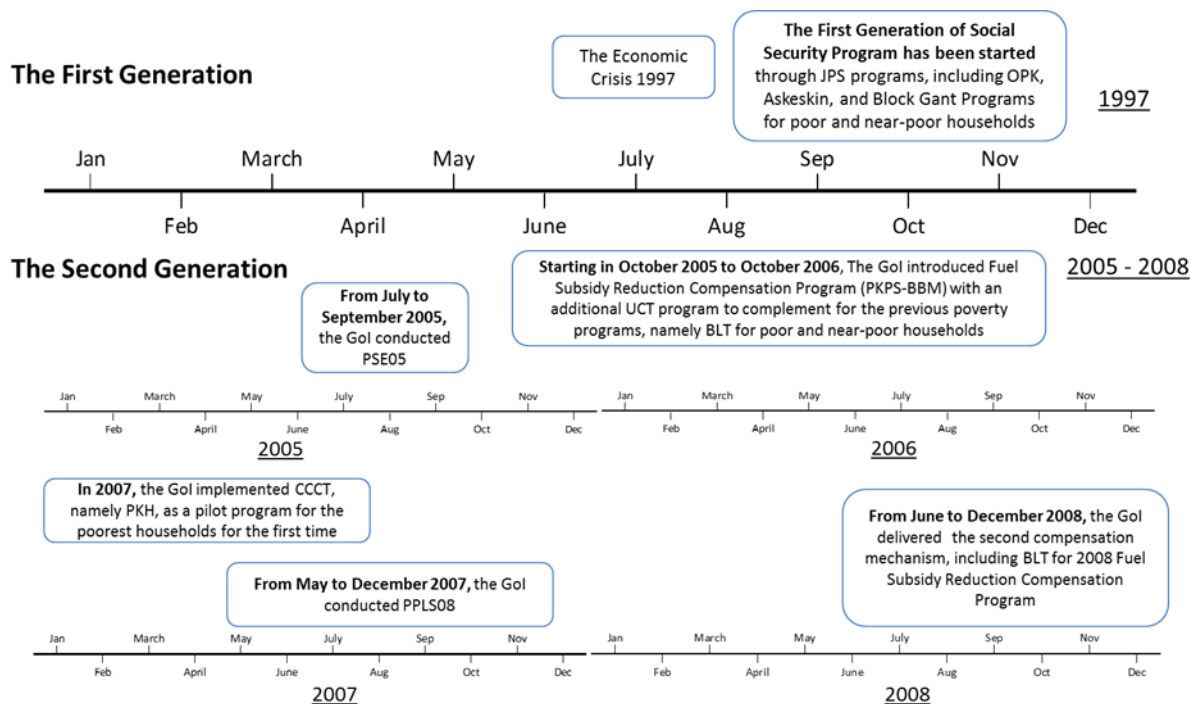 The First Generation
The Economic
Crisis 1997
The First Generation of Social
Security Program has been started
through JPS programs, including OPK,
Askeskin, and Block Gant Programs
for poor and near-poor households
1997
Jan March May July Sep Nov
Feb April June Aug Oct Dec
The Second Generation
2005 - 2008
From July to
September 2005,
the GoI conducted
PSE05
Starting in October 2005 to October 2006, The GoI introduced Fuel
Subsidy Reduction Compensation Program (PKPS-BBM) with an
additional UCT program to complement for the previous poverty
programs, namely BLT for poor and near-poor households
Jan March May July Sep Nov
Feb April June Aug Oct Dec
2005
Jan March May July Sep Nov
Feb April June Aug Oct Dec
2006
In 2007, the GoI implemented CCCT,
namely PKH, as a pilot program for the
poorest households for the first time
From May to December 2007, the GoI
conducted PPLS08
From June to December 2008, the GoI
delivered the second compensation
mechanism, including BLT for 2008 Fuel
Subsidy Reduction Compensation
Program
Jan March May July Sep Nov
Feb April June Aug Oct Dec
2007
Jan March May July Sep Nov
Feb April June Aug Oct Dec
2008